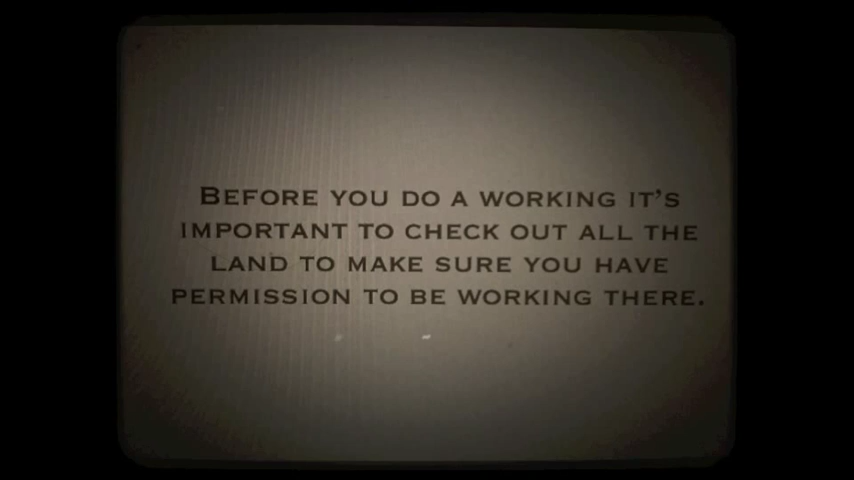 Before you do a working it's
important to check out all the
land to make sure you have
permission to be working there.